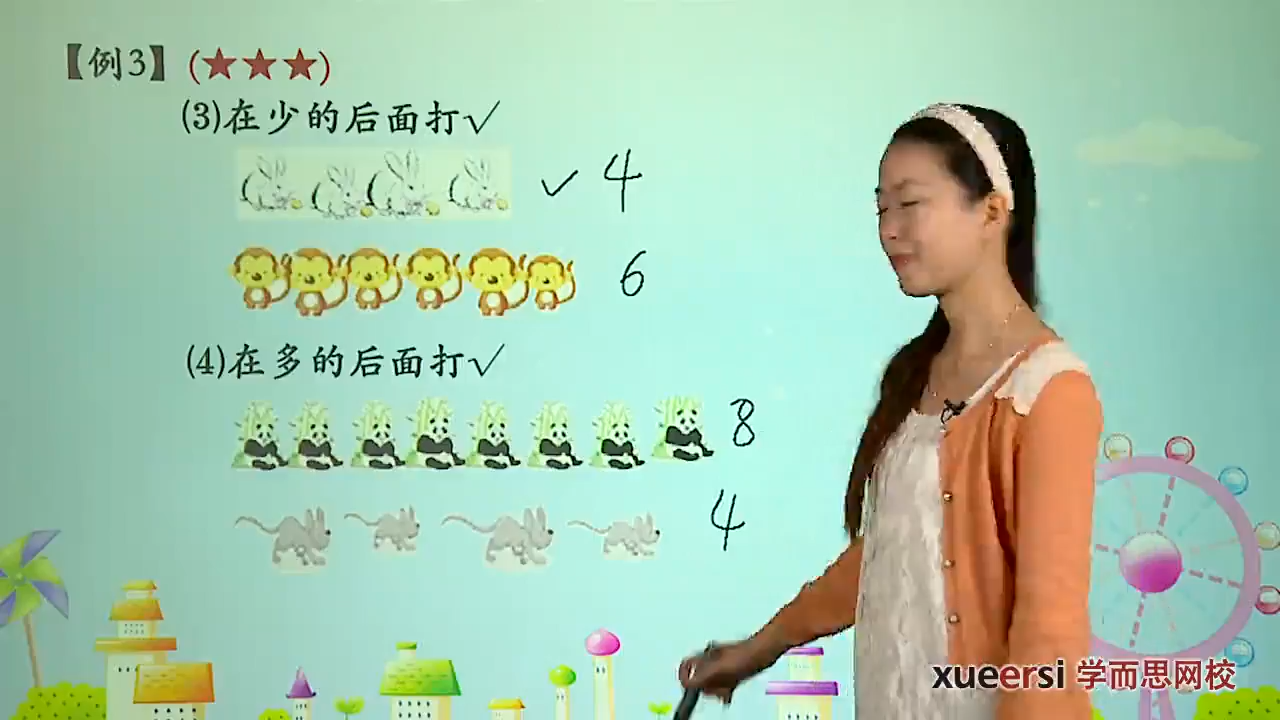 【例3】(★★★)
(3)在少的后面打√
✓ 4
6
(4)在多的后面打√
8
4
xueersi 学而思网校